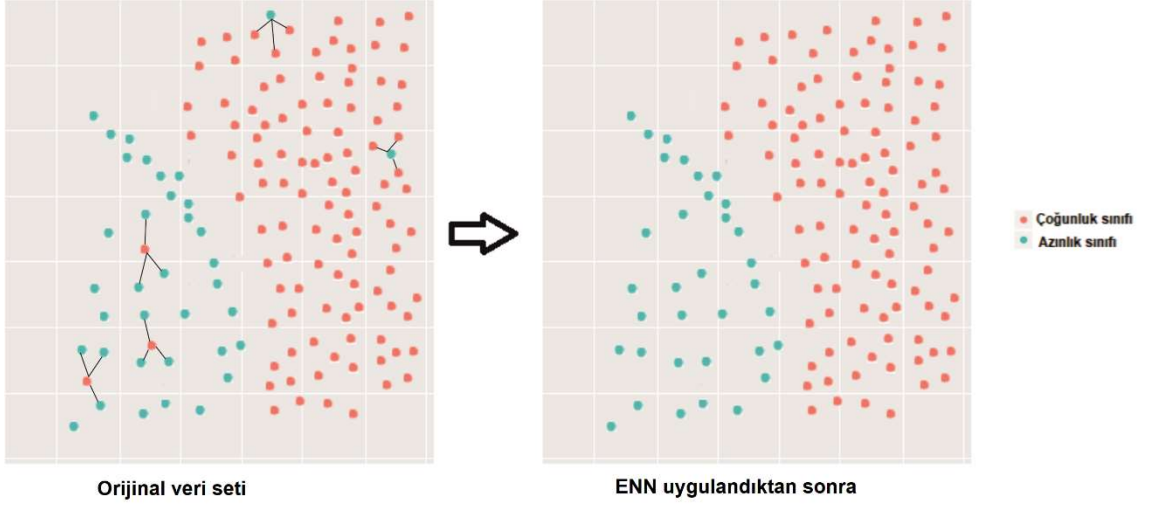 Çoğunluk sınıfı
Azınlık sınıfı
Orijinal veri seti
ENN uygulandıktan sonra